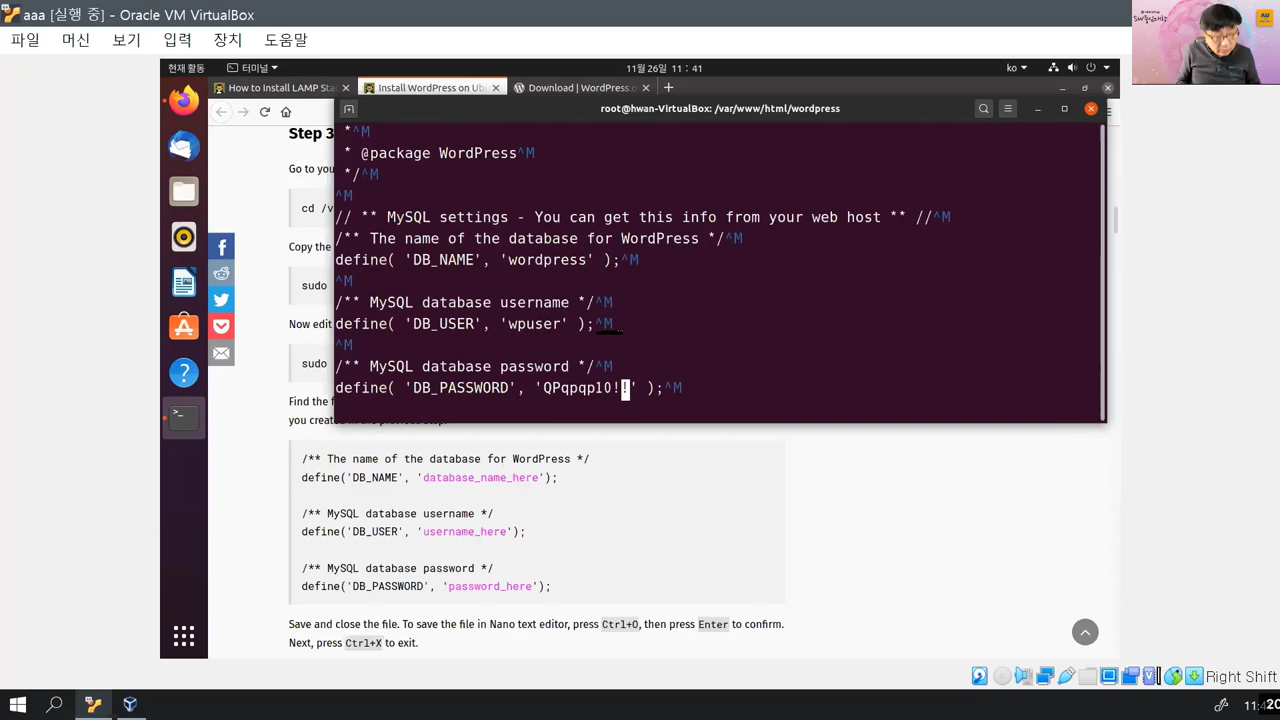 aaa [실행 중] - Oracle VM VirtualBox
파일 머신 보기 입력 장치 도움말
현재 활동 터미널 11월 26일 11 : 41 ko
How to Install LAMP Sta Install WordPress on Ub Download | WordPress.o
root@hwan-VirtualBox: /var/www/html/wordpress
Step 3
Go to you
cd /v
Copy the
sudo
Now edit
sudo
Find the f
*^M
* @package WordPress^M
*/^M
^M
// ** MySQL settings - You can get this info from your web host ** //^M
/** The name of the database for WordPress */^M
define( 'DB_NAME', 'wordpress' );^M
^M
/** MySQL database username */^M
define( 'DB_USER', 'wpuser' );^M
^M
/** MySQL database password */^M
define( 'DB_PASSWORD', 'QPqpqp10!!' );^M
you created in the previous step.
/** The name of the database for WordPress */
define('DB_NAME', 'database_name_here');
/** MySQL database username */
define('DB_USER', 'username_here');
/** MySQL database password */
define('DB_PASSWORD', 'password_here');
Save and close the file. To save the file in Nano text editor, press Ctrl+O, then press Enter to confirm.
Next, press Ctrl+X to exit.
Right Shift